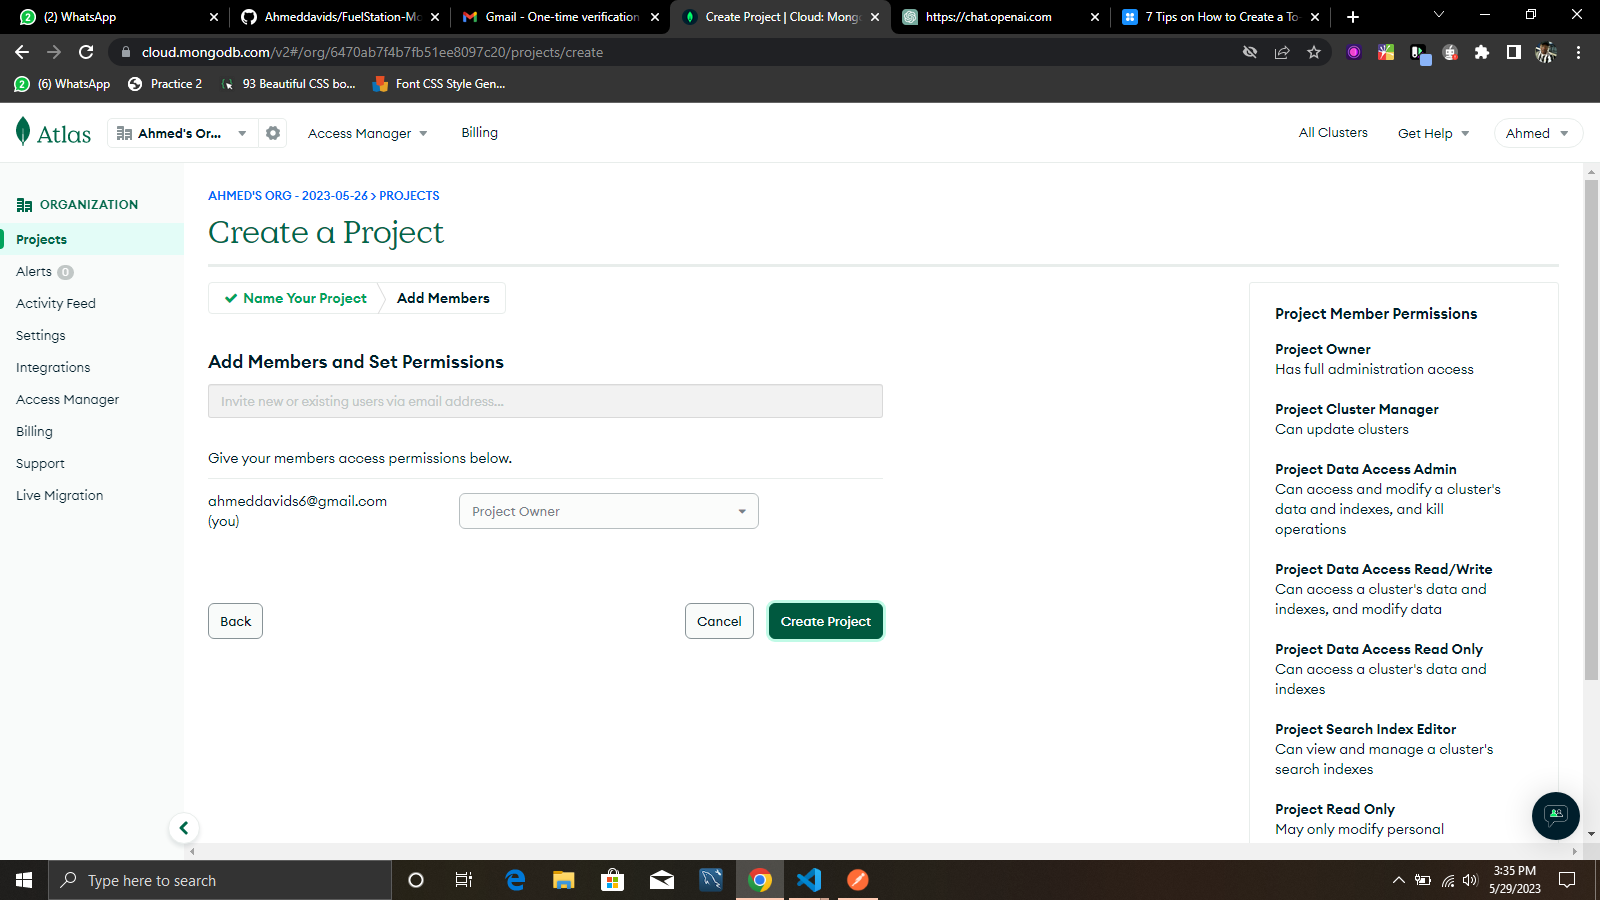 (2) WhatsApp
Ahmeddavids/FuelStation-Mo
Gmail - One-time verification
Create Project | Cloud: Mongo
https://chat.openai.com
7 Tips on How to Create a To-
cloud.mongodb.com/v2#/org/6470ab7f4b7fb51ee8097c20/projects/create
(6) WhatsApp
Practice 2
93 Beautiful CSS bo...
Font CSS Style Gen...
Atlas
Ahmed's Or...
Access Manager
Billing
All Clusters
Get Help
Ahmed
ORGANIZATION
Projects
Alerts 0
Activity Feed
Settings
Integrations
Access Manager
Billing
Support
Live Migration
AHMED'S ORG - 2023-05-26 > PROJECTS
Create a Project
Name Your Project
Add Members
Add Members and Set Permissions
Invite new or existing users via email address...
Give your members access permissions below.
ahmeddavids6@gmail.com
(you)
Project Owner
Back
Cancel
Create Project
Project Member Permissions
Project Owner
Has full administration access
Project Cluster Manager
Can update clusters
Project Data Access Admin
Can access and modify a cluster's
data and indexes, and kill
operations
Project Data Access Read/Write
Can access a cluster's data and
indexes, and modify data
Project Data Access Read Only
Can access a cluster's data and
indexes
Project Search Index Editor
Can view and manage a cluster's
search indexes
Project Read Only
May only modify personal
Type here to search
3:35 PM
5/29/2023